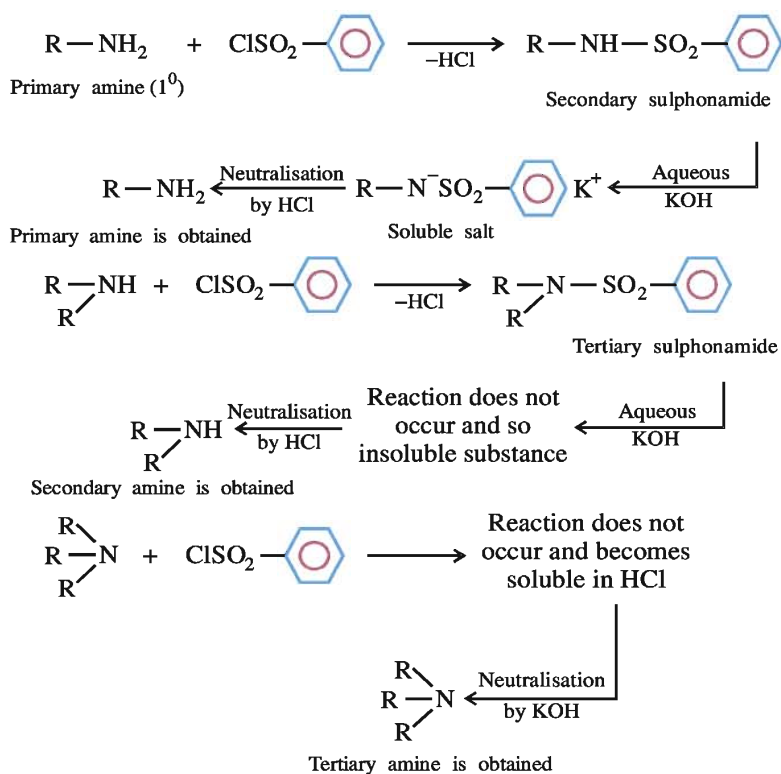 R — NH₂ + ClSO₂ — –HCl R — NH — SO₂ —
Primary amine (1⁰)
Secondary sulphonamide
R — NH₂ Neutralisation by HCl R — N⁻SO₂ — K⁺ Aqueous KOH
Primary amine is obtained
Soluble salt
R — NH + ClSO₂ — –HCl R — N — SO₂ —
R R
Tertiary sulphonamide
R — NH Neutralisation by HCl
R
Reaction does not
occur and so
insoluble substance
Aqueous
KOH
Secondary amine is obtained
R
R — N + ClSO₂ —
R
Reaction does not
occur and becomes
soluble in HCl
R
R — N
R
Neutralisation
by KOH
Tertiary amine is obtained